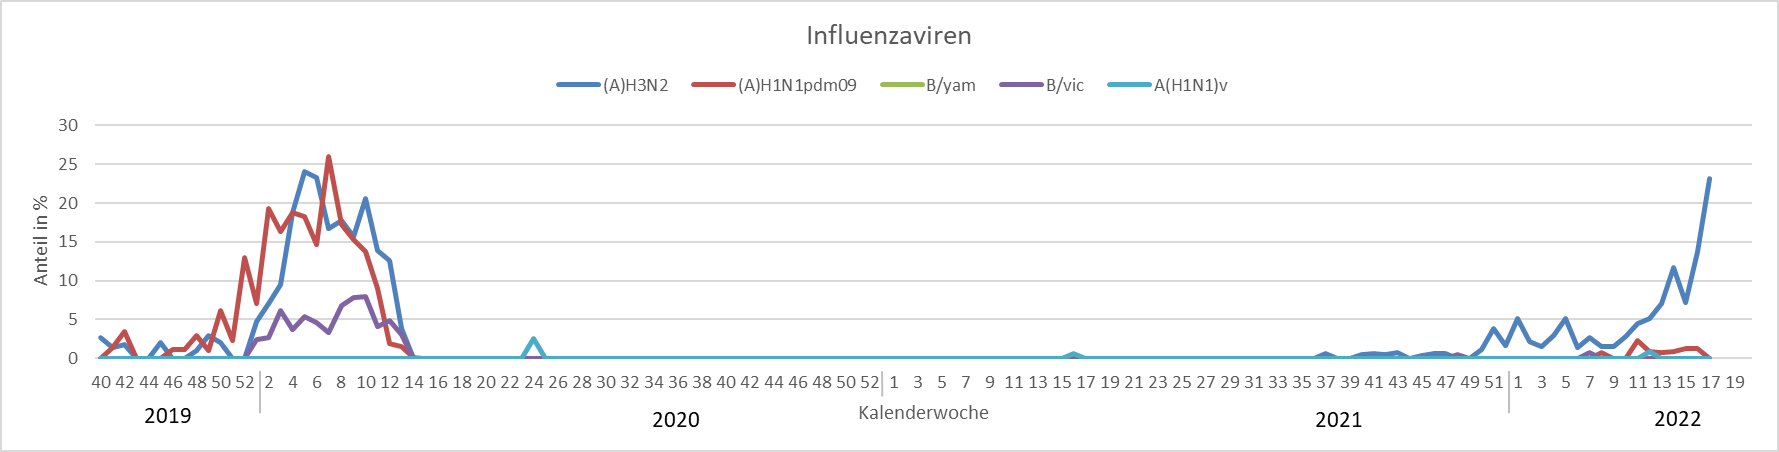 Influenzaviren
(A)H3N2 (A)H1N1pdm09 B/yam B/vic A(H1N1)v
Anteil in %
30
25
20
15
10
5
0
40 42 44 46 48 50 52 2 4 6 8 10 12 14 16 18 20 22 24 26 28 30 32 34 36 38 40 42 44 46 48 50 52 1 3 5 7 9 11 13 15 17 19 21 23 25 27 29 31 33 35 37 39 41 43 45 47 49 51 1 3 5 7 9 11 13 15 17 19
2019 2020 2021 2022
Kalenderwoche